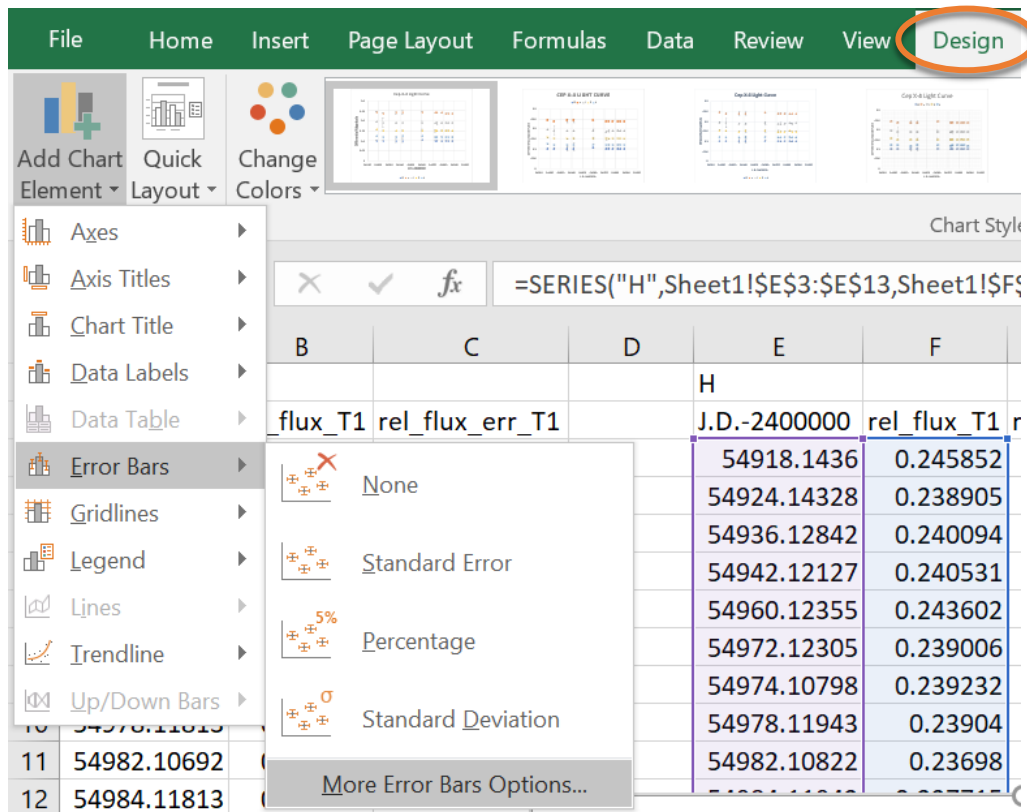 File Home Insert Page Layout Formulas Data Review View Design
Add Chart Element Quick Layout Change Colors
Chart Style
Axes
Axis Titles
Chart Title
Data Labels
Data Table
Error Bars
Gridlines
Legend
Lines
Trendline
Up/Down Bars
None
Standard Error
5%
Percentage
σ
Standard Deviation
More Error Bars Options...
fx =SERIES("H",Sheet1!$E$3:$E$13,Sheet1!$F$
B C D E F
H
_flux_T1 rel_flux_err_T1 J.D.-2400000 rel_flux_T1 r
54918.1436 0.245852
54924.14328 0.238905
54936.12842 0.240094
54942.12127 0.240531
54960.12355 0.243602
54972.12305 0.239006
54974.10798 0.239232
10 54978.11813 54978.11943 0.23904
11 54982.10692 54982.10822 0.23698
12 54984.11813